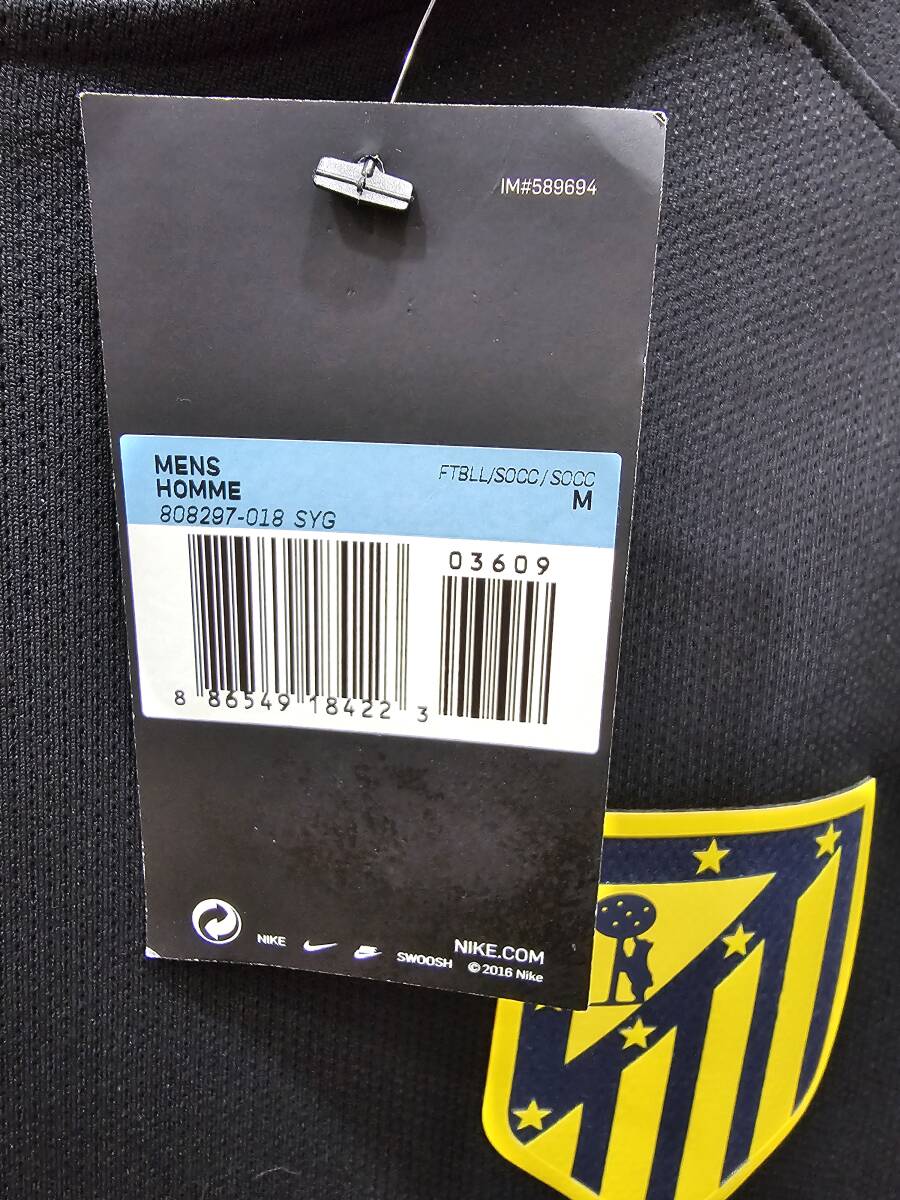 IM#589694
MENS
HOMME
FTBLL/SOCC/SOCC
M
808297-018 SYG
03609
8 86549 18422 3
NIKE
SWOOSH
NIKE.COM
©2016 Nike